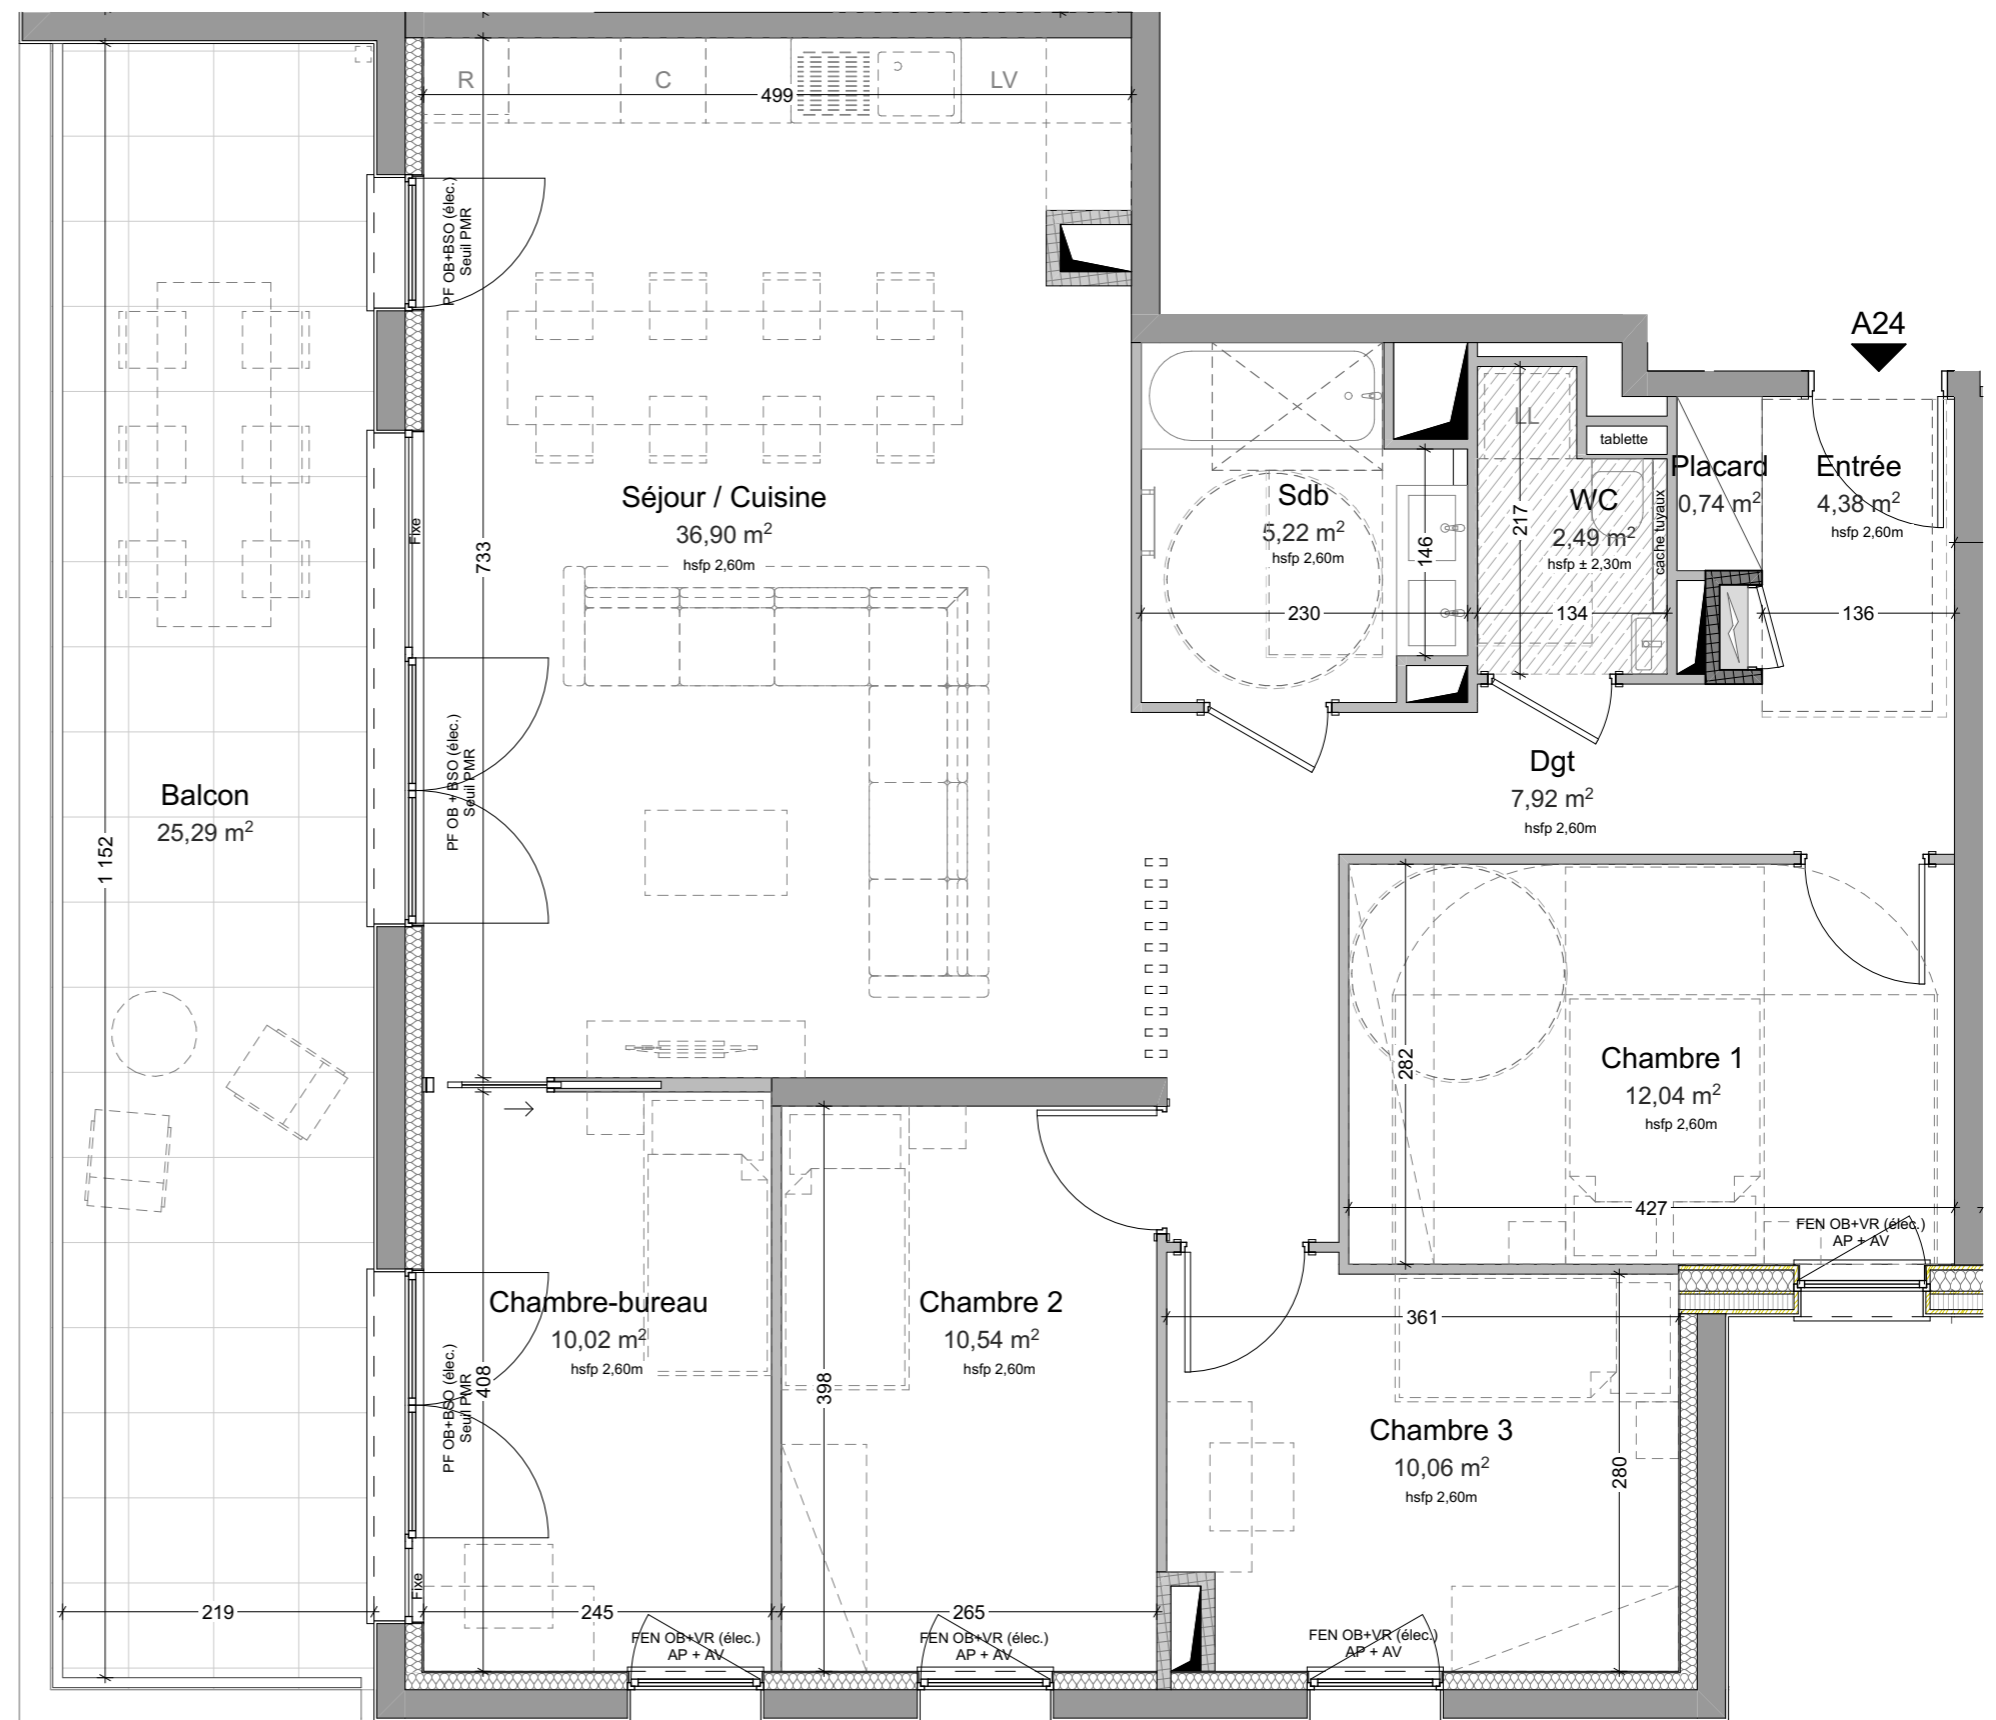 R
C
LV
499
PF OB+BSO (élec.)
Seuil PMR
A24
LL
tablette
Placard
0,74 m²
Entrée
4,38 m²
hsfp 2,60m
Séjour / Cuisine
36,90 m²
hsfp 2,60m
Sdb
5,22 m²
hsfp 2,60m
WC
2,49 m²
hsfp ± 2,30m
cache tuyaux
217
146
Fixe
733
230
134
136
Dgt
7,92 m²
hsfp 2,60m
PF OB + BSO (élec.)
Seuil PMR
Balcon
25,29 m²
1 152
282
Chambre 1
12,04 m²
hsfp 2,60m
427
FEN OB+VR (élec.)
AP + AV
Chambre-bureau
10,02 m²
hsfp 2,60m
Chambre 2
10,54 m²
hsfp 2,60m
361
PF OB+BSO (élec.)
Seuil PMR
408
398
Chambre 3
10,06 m²
hsfp 2,60m
280
Fixe
219
245
265
FEN OB+VR (élec.)
AP + AV
FEN OB+VR (élec.)
AP + AV
FEN OB+VR (élec.)
AP + AV